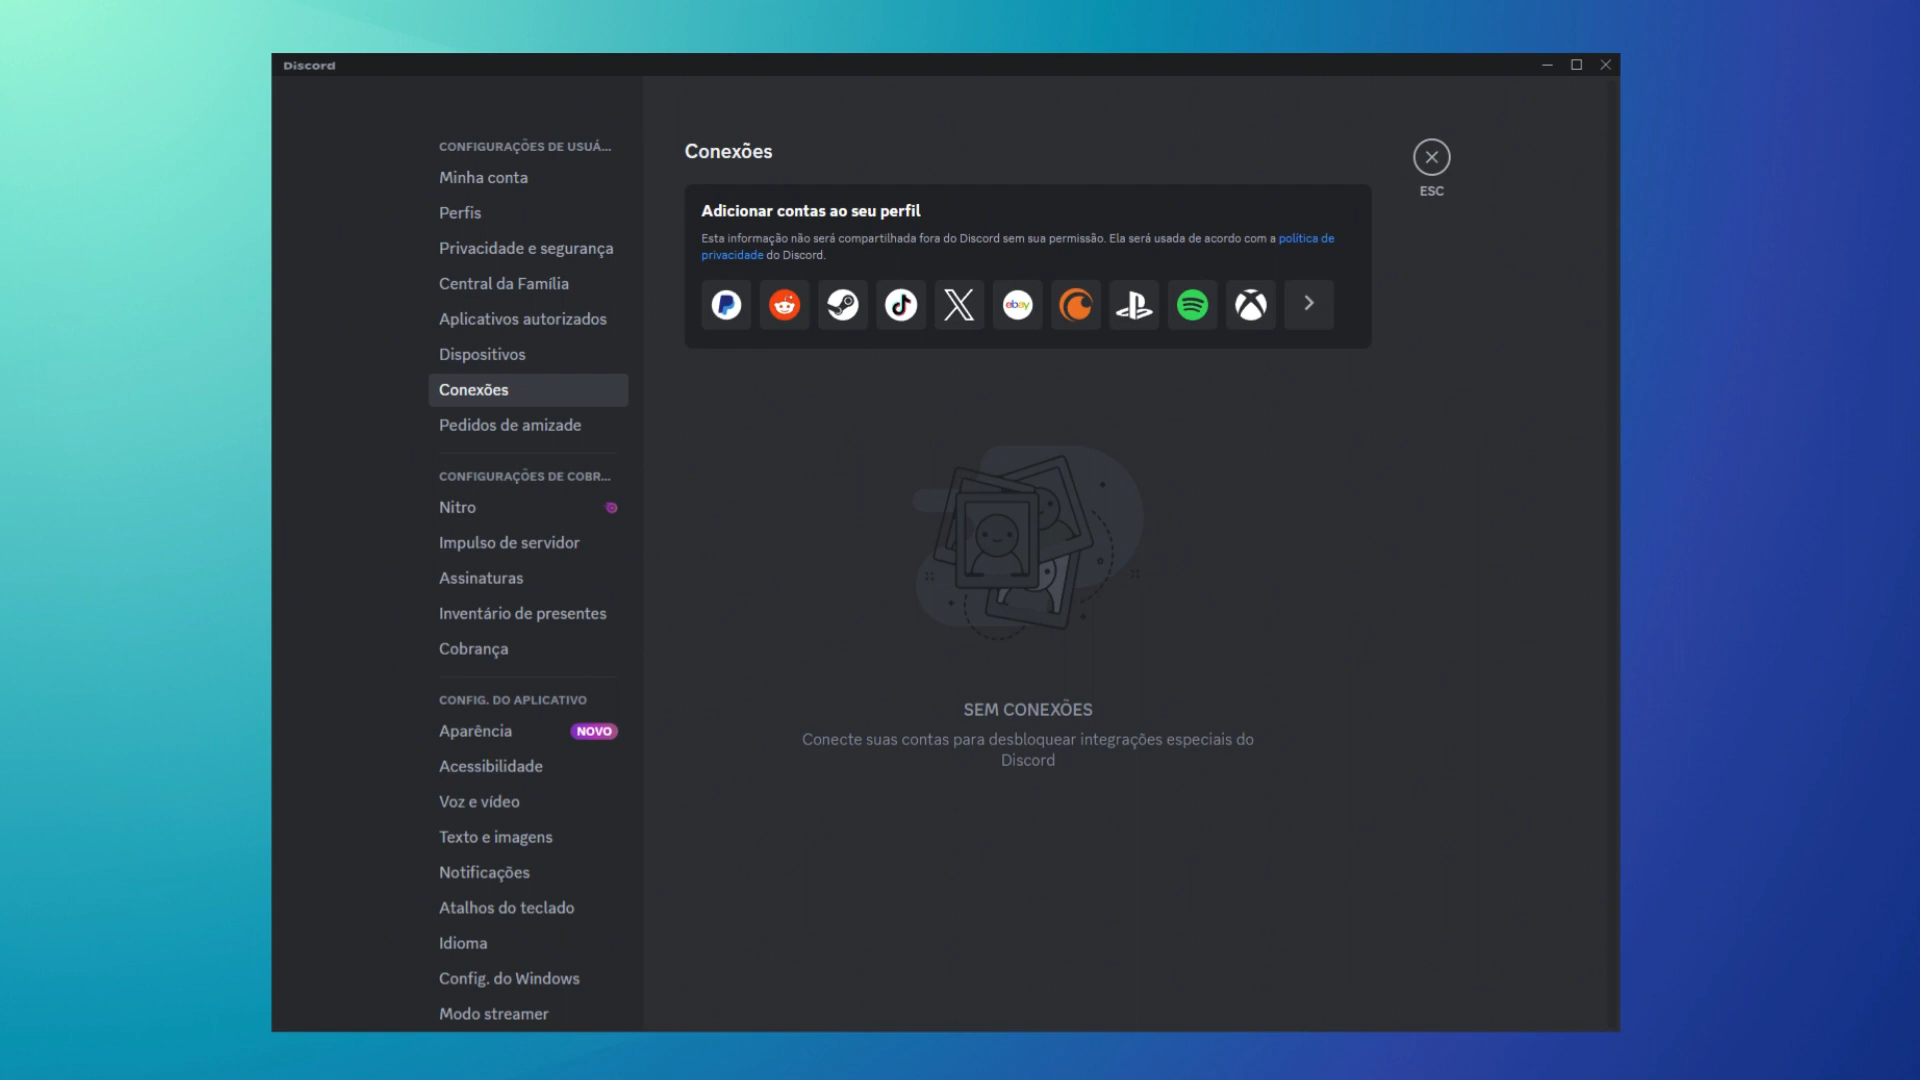 Discord
CONFIGURAÇÕES DE USUÁ...
Minha conta
Perfis
Privacidade e segurança
Central da Família
Aplicativos autorizados
Dispositivos
Conexões
Pedidos de amizade
CONFIGURAÇÕES DE COBR...
Nitro
Impulso de servidor
Assinaturas
Inventário de presentes
Cobrança
CONFIG. DO APLICATIVO
Aparência NOVO
Acessibilidade
Voz e vídeo
Texto e imagens
Notificações
Atalhos do teclado
Idioma
Config. do Windows
Modo streamer
Conexões
ESC
Adicionar contas ao seu perfil
Esta informação não será compartilhada fora do Discord sem sua permissão. Ela será usada de acordo com a política de
privacidade do Discord.
ebay
SEM CONEXÕES
Conecte suas contas para desbloquear integrações especiais do
Discord